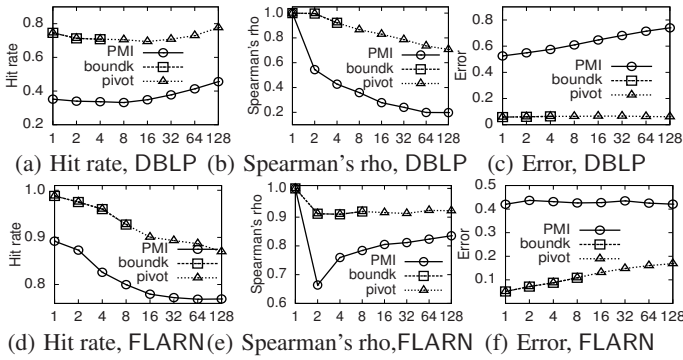 0.8
0.6
0.4
0.2
Hit rate
PMI
boundk
pivot
1 2 4 8 16 32 64 128
(a) Hit rate, DBLP
1.0
0.8
0.6
0.4
0.2
Spearman's rho
PMI
boundk
pivot
1 2 4 8 16 32 64 128
(b) Spearman's rho, DBLP
0.8
0.6
0.4
0.2
0
Error
PMI
boundk
pivot
1 2 4 8 16 32 64 128
(c) Error, DBLP
1.0
0.9
0.8
Hit rate
PMI
boundk
pivot
1 2 4 8 16 32 64 128
(d) Hit rate, FLARN
1.0
0.9
0.8
0.7
0.6
Spearman's rho
PMI
boundk
pivot
1 2 4 8 16 32 64 128
(e) Spearman's rho,FLARN
0.5
0.4
0.3
0.2
0.1
Error
PMI
boundk
pivot
1 2 4 8 16 32 64 128
(f) Error, FLARN